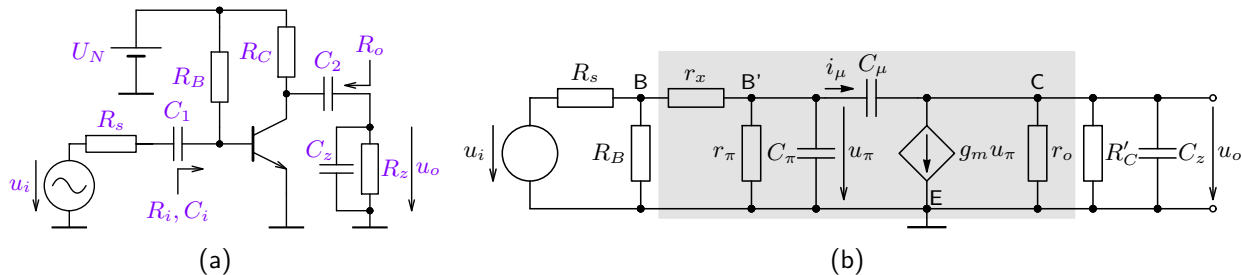 U_N
R_B
R_C
C_2
R_o
R_s
C_1
C_z
R_z
u_o
u_i
R_i, C_i
(a)
R_s
B
r_x
B'
i_μ
C_μ
C
u_i
R_B
r_π
C_π
u_π
g_m u_π
r_o
R'_C
C_z
u_o
E
(b)